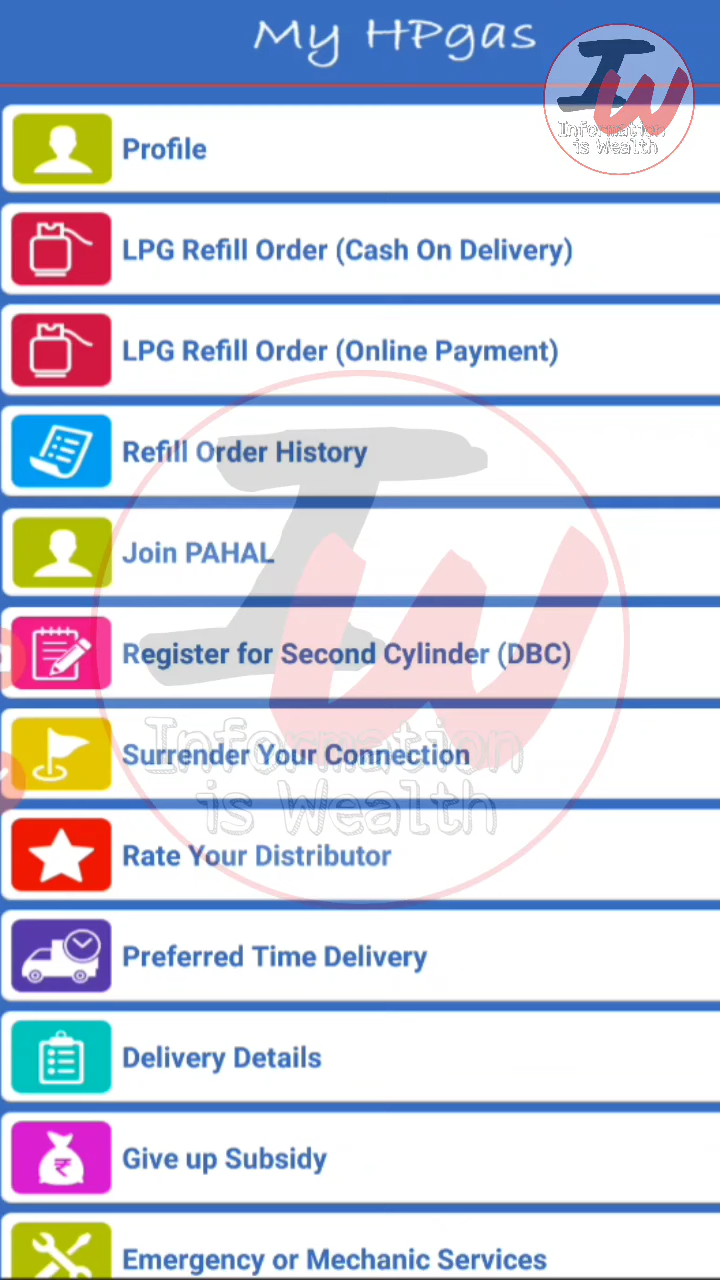 My HPgas
IW
Information
is Wealth
Profile
LPG Refill Order (Cash On Delivery)
LPG Refill Order (Online Payment)
Refill Order History
Join PAHAL
Register for Second Cylinder (DBC)
Surrender Your Connection
Rate Your Distributor
Preferred Time Delivery
Delivery Details
Give up Subsidy
Emergency or Mechanic Services
IW
Information
is Wealth